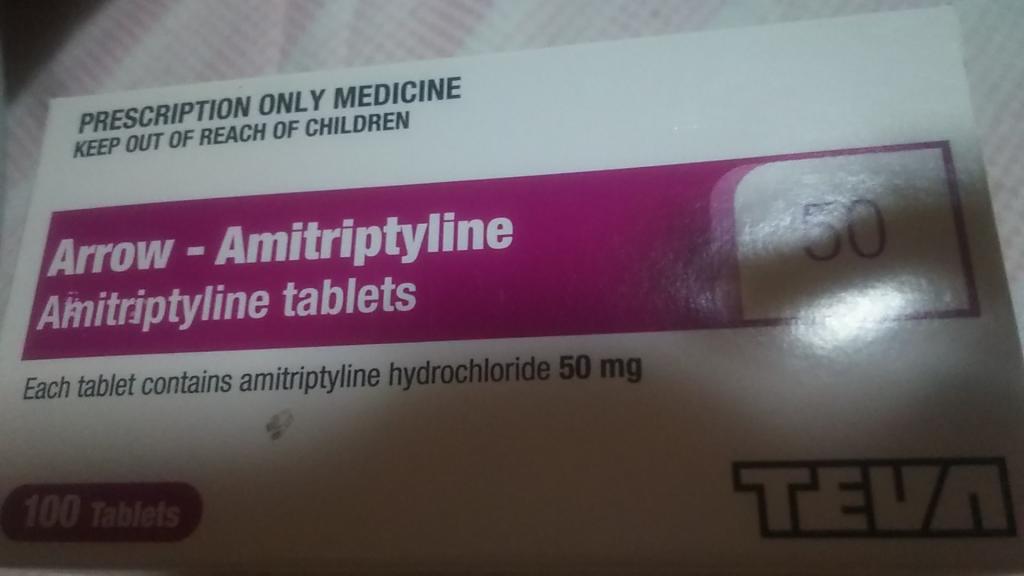 PRESCRIPTION ONLY MEDICINE
KEEP OUT OF REACH OF CHILDREN
Arrow - Amitriptyline
50
Amitriptyline tablets
Each tablet contains amitriptyline hydrochloride 50 mg
100 Tablets
TEVA